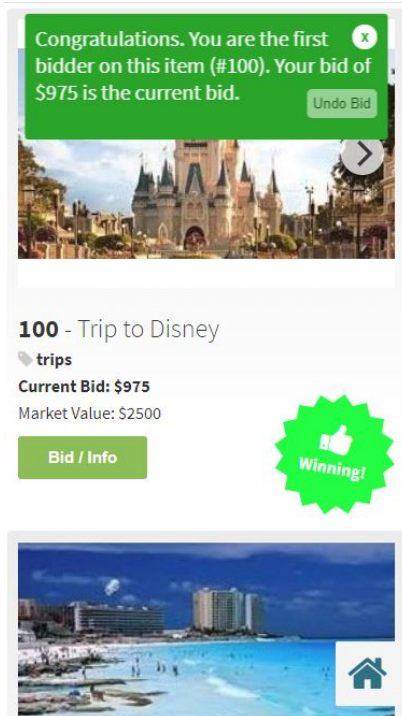 Congratulations. You are the first
bidder on this item (#100). Your bid of
$975 is the current bid.
x
Undo Bid
100 - Trip to Disney
trips
Current Bid: $975
Market Value: $2500
Bid / Info
Winning!